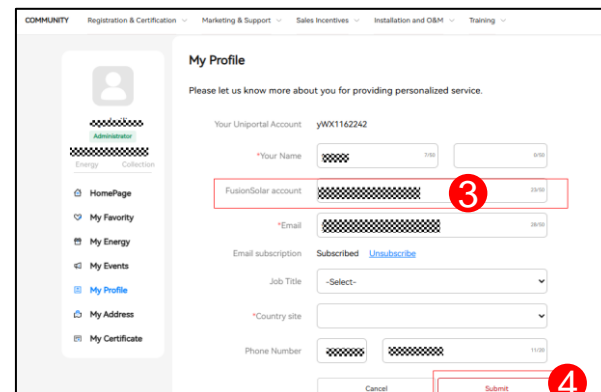 COMMUNITY Registration & Certification Marketing & Support Sales Incentives Installation and O&M Training
My Profile
Please let us know more about you for providing personalized service.
Administrator
Energy Collection
HomePage
My Favority
My Energy
My Events
My Profile
My Address
My Certificate
Your Uniportal Account yWX1162242
*Your Name 7/50 0/50
FusionSolar account 23/50 3
*Email 28/50
Email subscription Subscribed Unsubscribe
Job Title -Select-
*Country site
Phone Number 11/20
Cancel Submit 4